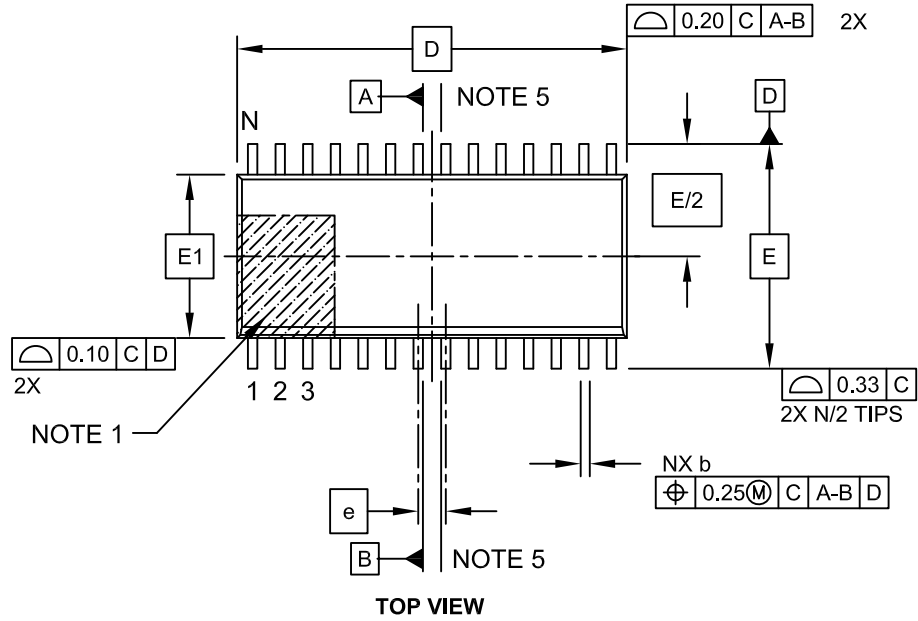 ⌓ 0.20 C A-B 2X
D
A NOTE 5
D
N
E/2
E1
E
⌓ 0.10 C D
2X
⌓ 0.33 C
2X N/2 TIPS
1 2 3
NOTE 1
NX b
⌖ 0.25Ⓜ C A-B D
e
B NOTE 5
TOP VIEW